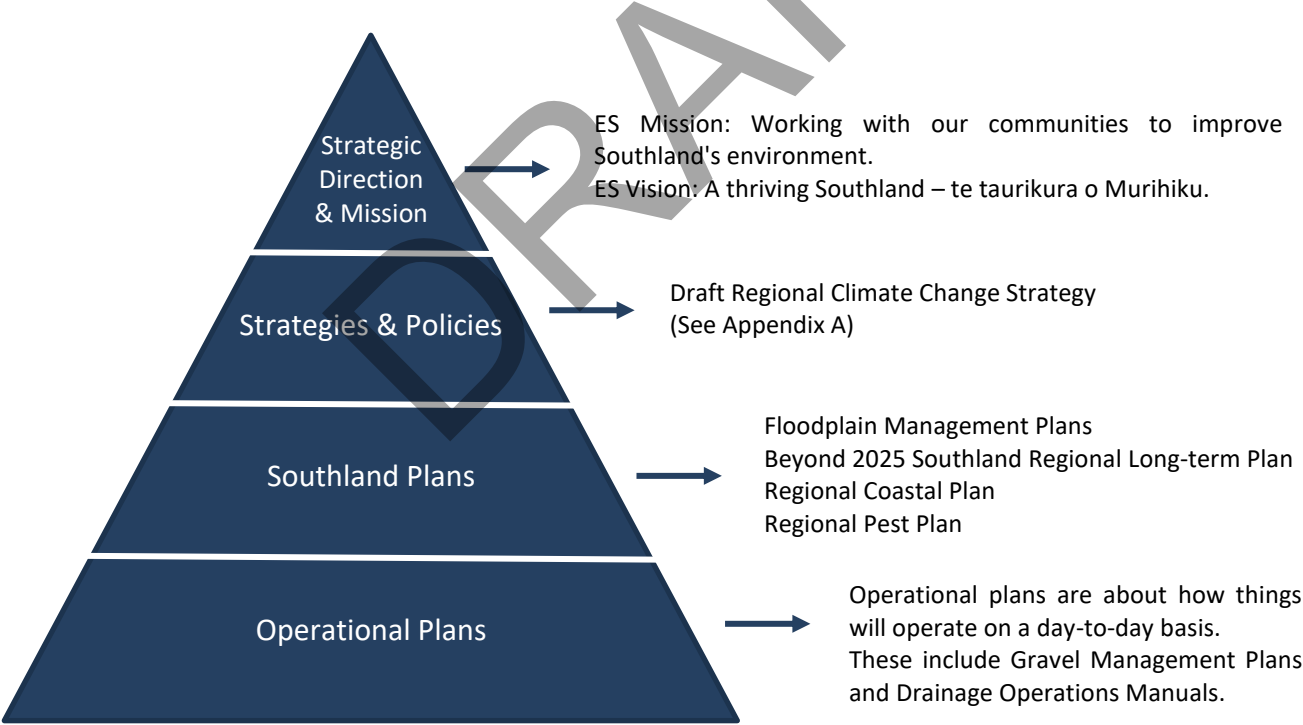 Strategic
Direction
& Mission
ES Mission: Working with our communities to improve
Southland's environment.
ES Vision: A thriving Southland – te taurikura o Murihiku.
Strategies & Policies
Draft Regional Climate Change Strategy
(See Appendix A)
Southland Plans
Floodplain Management Plans
Beyond 2025 Southland Regional Long-term Plan
Regional Coastal Plan
Regional Pest Plan
Operational Plans
Operational plans are about how things
will operate on a day-to-day basis.
These include Gravel Management Plans
and Drainage Operations Manuals.